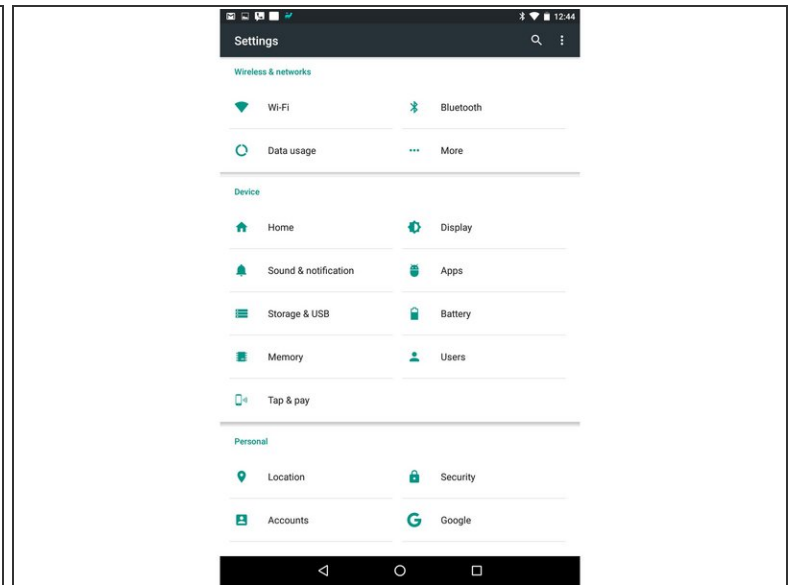 12:44
Settings
Wireless & networks
Wi-Fi Bluetooth
Data usage More
Device
Home Display
Sound & notification Apps
Storage & USB Battery
Memory Users
Tap & pay
Personal
Location Security
Accounts Google